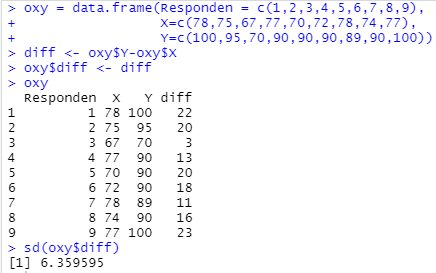 > oxy = data.frame(Responden = c(1,2,3,4,5,6,7,8,9),
+                  X=c(78,75,67,77,70,72,78,74,77),
+                  Y=c(100,95,70,90,90,90,89,90,100))
> diff <- oxy$Y-oxy$X
> oxy$diff <- diff
> oxy
  Responden  X   Y diff
1         1 78 100   22
2         2 75  95   20
3         3 67  70    3
4         4 77  90   13
5         5 70  90   20
6         6 72  90   18
7         7 78  89   11
8         8 74  90   16
9         9 77 100   23
> sd(oxy$diff)
[1] 6.359595